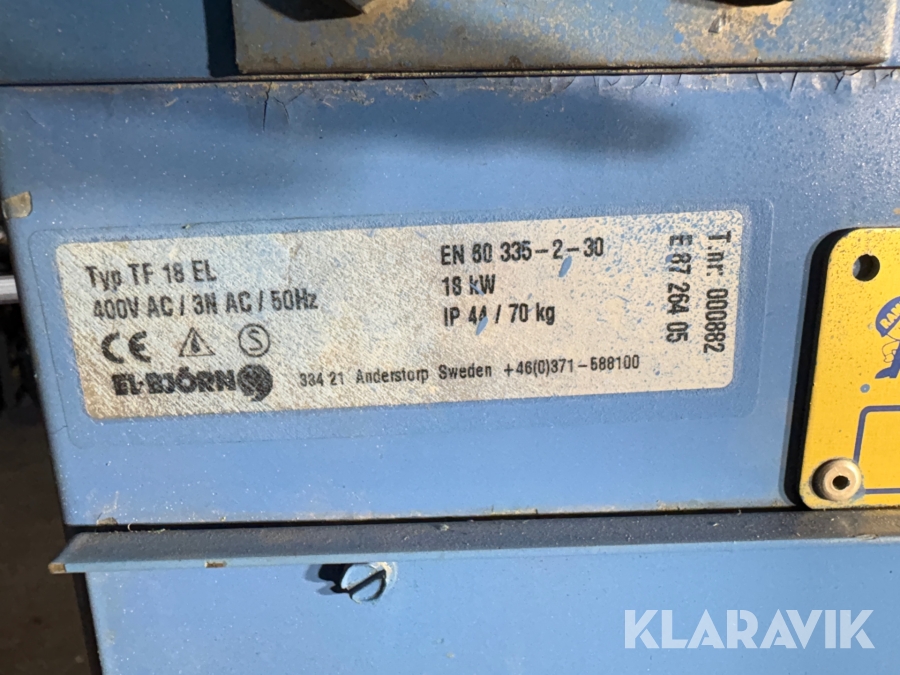 Typ TF 18 EL
400V AC / 3N AC / 50Hz
CE
S
EL-BJÖRN
EN 60 335-2-30
18 kW
IP 44 / 70 kg
334 21 Anderstorp Sweden +46(0)371-588100
T.nr. 000882
E 87 264 05
RAM
KLARAVIK